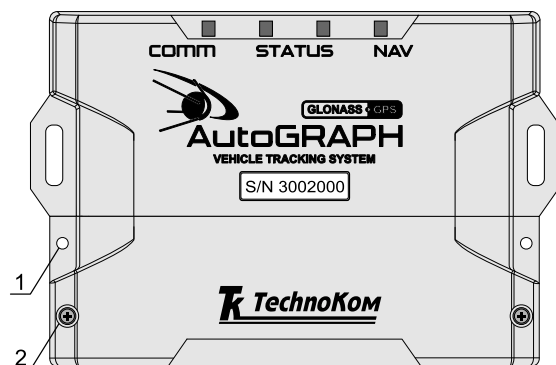 COMM STATUS NAV
GLONASS GPS
AutoGRAPH
VEHICLE TRACKING SYSTEM
S/N 3002000
1
TK TechnoKom
2